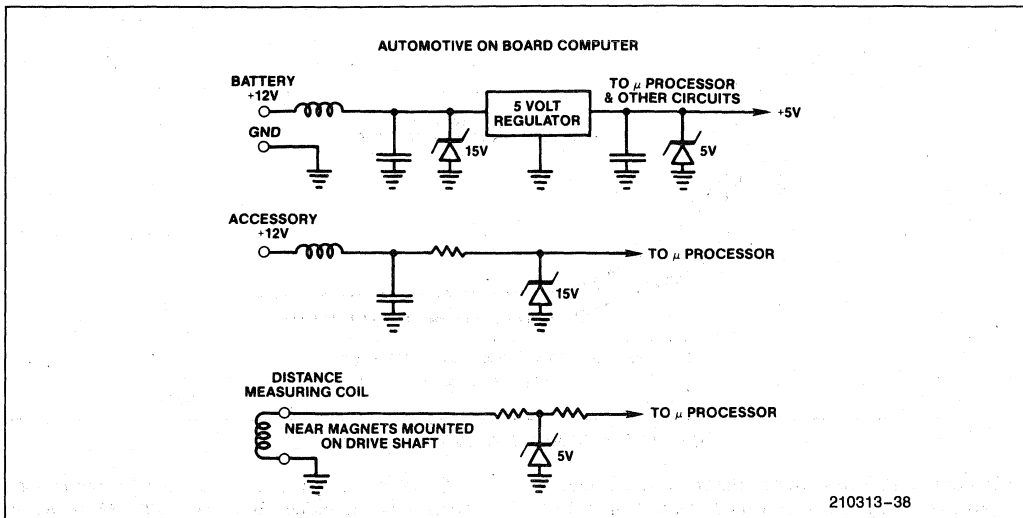 AUTOMOTIVE ON BOARD COMPUTER
BATTERY
+12V
GND
15V
5 VOLT
REGULATOR
TO μ PROCESSOR
& OTHER CIRCUITS
+5V
5V
ACCESSORY
+12V
15V
TO μ PROCESSOR
DISTANCE
MEASURING COIL
NEAR MAGNETS MOUNTED
ON DRIVE SHAFT
5V
TO μ PROCESSOR
210313–38